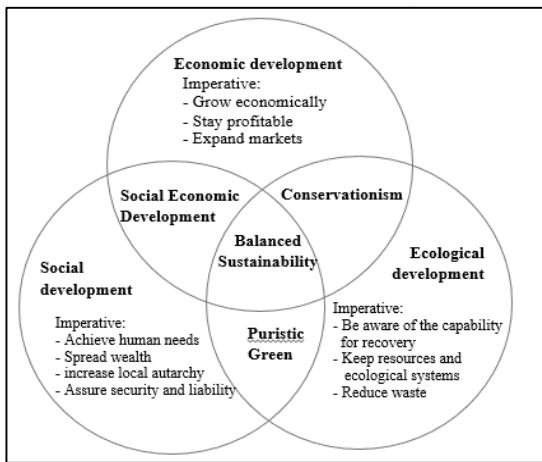 Economic development
Imperative:
- Grow economically
- Stay profitable
- Expand markets
Social Economic
Development
Conservationism
Balanced
Sustainability
Social
development
Imperative:
- Achieve human needs
- Spread wealth
- increase local autarchy
- Assure security and liability
Ecological
development
Imperative:
- Be aware of the capability
for recovery
- Keep resources and
ecological systems
- Reduce waste
Puristic
Green